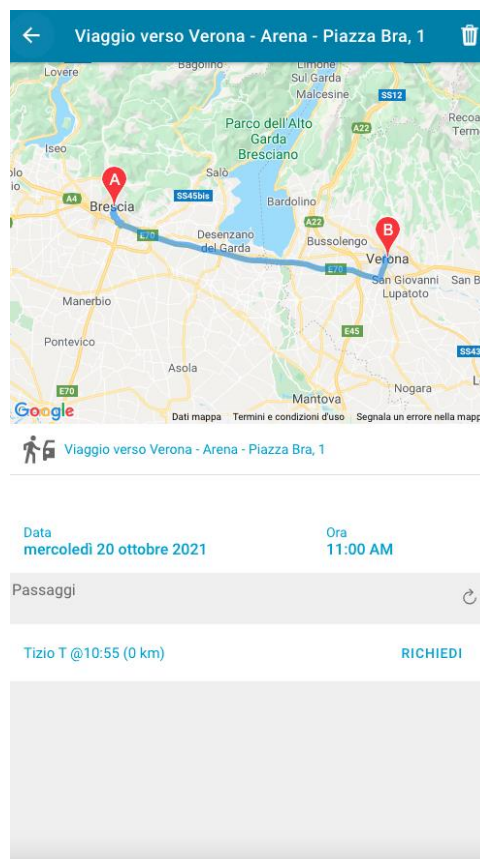 Viaggio verso Verona - Arena - Piazza Bra, 1
Lovere
Bagolino
Limone
Sul Garda
Malcesine
SS12
Recoa
Term
Parco dell'Alto
Garda
Bresciano
A22
Iseo
Salò
A4
A
Brescia
SS45bis
Bardolino
A22
B
E70
Desenzano
del Garda
Bussolengo
Verona
E70
San Giovanni
Lupatoto
San B
Manerbio
E45
Pontevico
SS43
Asola
E70
Mantova
Nogara
L
Google
Dati mappa Termini e condizioni d'uso Segnala un errore nella mapp
Viaggio verso Verona - Arena - Piazza Bra, 1
Data
mercoledì 20 ottobre 2021
Ora
11:00 AM
Passaggi
Tizio T @10:55 (0 km)
RICHIEDI